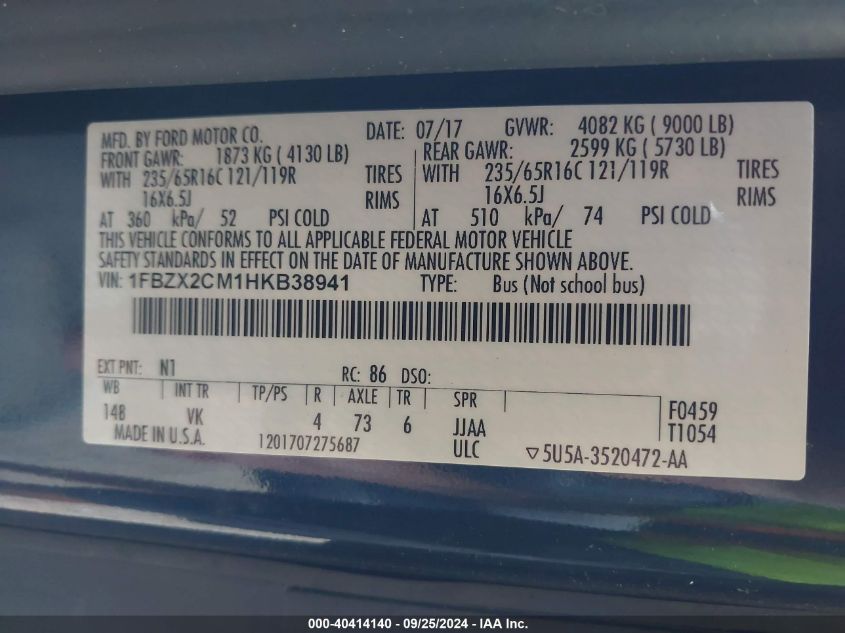 MFD. BY FORD MOTOR CO. DATE: 07/17 GVWR: 4082 KG ( 9000 LB)
FRONT GAWR: 1873 KG ( 4130 LB) REAR GAWR: 2599 KG ( 5730 LB)
WITH 235/65R16C 121/119R TIRES WITH 235/65R16C 121/119R TIRES
16X6.5J RIMS 16X6.5J RIMS
AT 360 kPa/ 52 PSI COLD AT 510 kPa/ 74 PSI COLD
THIS VEHICLE CONFORMS TO ALL APPLICABLE FEDERAL MOTOR VEHICLE
SAFETY STANDARDS IN EFFECT ON THE DATE OF MANUFACTURE SHOWN ABOVE.
VIN: 1FBZX2CM1HKB38941 TYPE: Bus (Not school bus)
EXT PNT: N1 RC: 86 DSO:
WB INT TR TP/PS R AXLE TR SPR
148 VK 4 73 6 JJAA F0459
MADE IN U.S.A. 1201707275687 ULC T1054
▽5U5A-3520472-AA
000-40414140 - 09/25/2024 - IAA Inc.